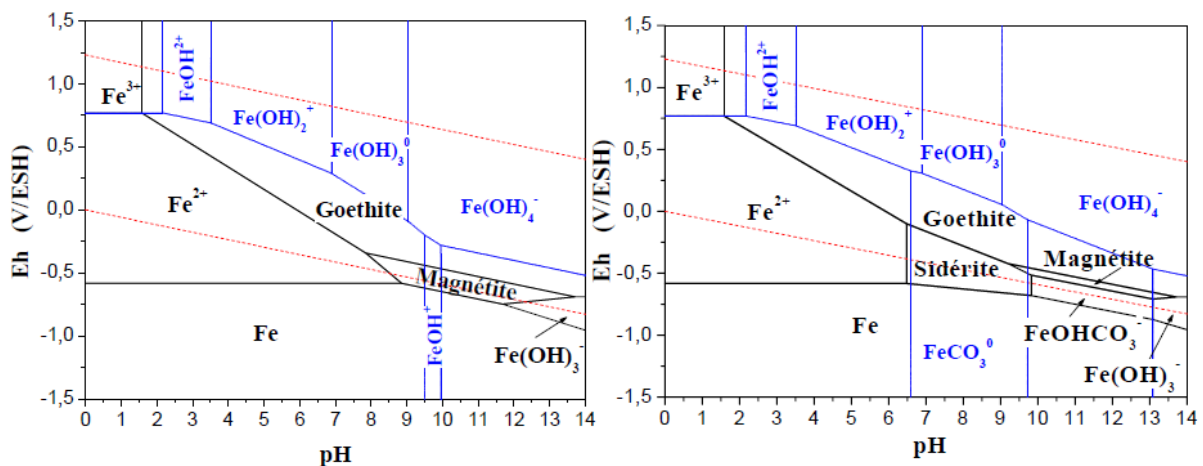 1,5
1,0
0,5
0,0
-0,5
-1,0
-1,5
Eh (V/ESH)
Fe³⁺
FeOH²⁺
Fe(OH)₂⁺
Fe(OH)₃⁰
Fe(OH)₄⁻
Fe²⁺
Goethite
Magnétite
Fe
FeOH⁺
Fe(OH)₃⁻
0 1 2 3 4 5 6 7 8 9 10 11 12 13 14
pH
1,5
1,0
0,5
0,0
-0,5
-1,0
-1,5
Eh (V/ESH)
Fe³⁺
FeOH²⁺
Fe(OH)₂⁺
Fe(OH)₃⁰
Fe(OH)₄⁻
Fe²⁺
Goethite
Magnétite
Sidérite
Fe
FeOHCO₃⁻
FeCO₃⁰
Fe(OH)₃⁻
0 1 2 3 4 5 6 7 8 9 10 11 12 13 14
pH